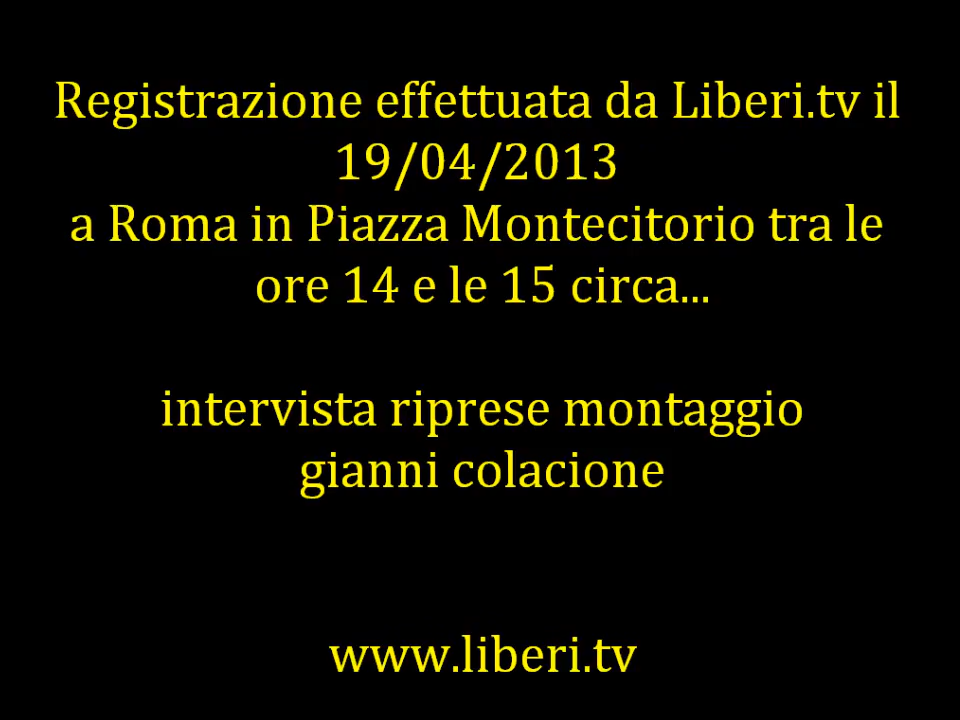 Registrazione effettuata da Liberi.tv il
19/04/2013
a Roma in Piazza Montecitorio tra le
ore 14 e le 15 circa...
intervista riprese montaggio
gianni colacione
www.liberi.tv